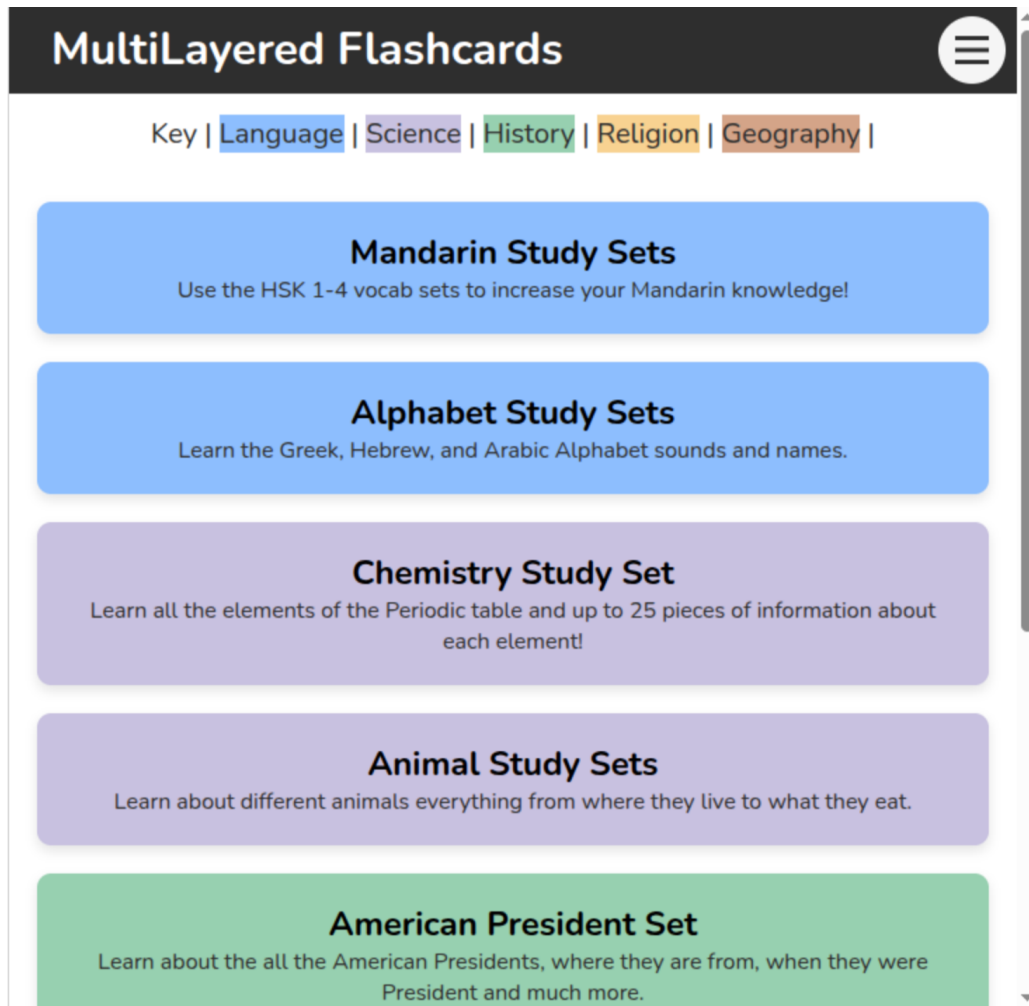 MultiLayered Flashcards
Key | Language | Science | History | Religion | Geography |
Mandarin Study Sets
Use the HSK 1-4 vocab sets to increase your Mandarin knowledge!
Alphabet Study Sets
Learn the Greek, Hebrew, and Arabic Alphabet sounds and names.
Chemistry Study Set
Learn all the elements of the Periodic table and up to 25 pieces of information about
each element!
Animal Study Sets
Learn about different animals everything from where they live to what they eat.
American President Set
Learn about the all the American Presidents, where they are from, when they were
President and much more.